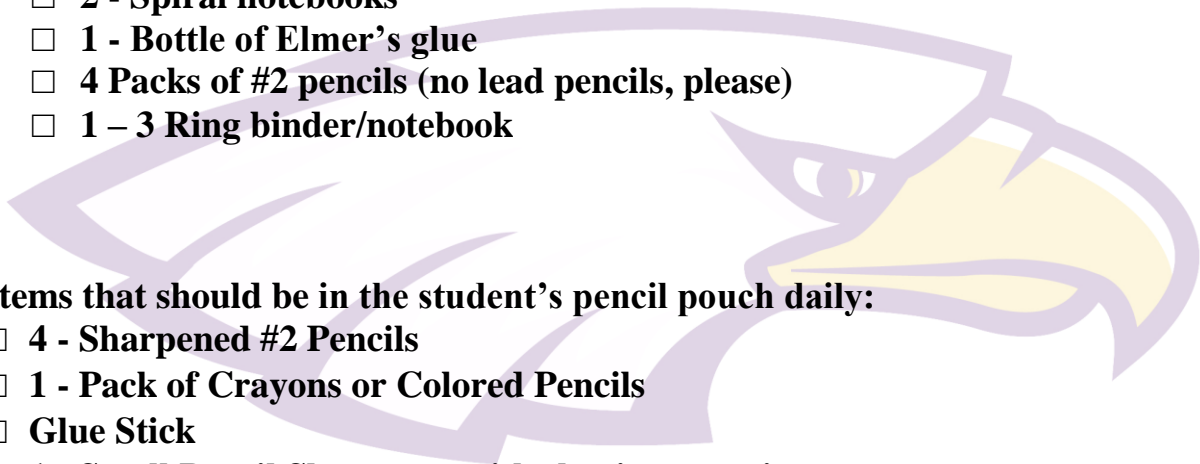 2 - Spiral notebooks
□ 1 - Bottle of Elmer’s glue
□ 4 Packs of #2 pencils (no lead pencils, please)
□ 1 – 3 Ring binder/notebook
tems that should be in the student’s pencil pouch daily:
□ 4 - Sharpened #2 Pencils
□ 1 - Pack of Crayons or Colored Pencils
□ Glue Stick